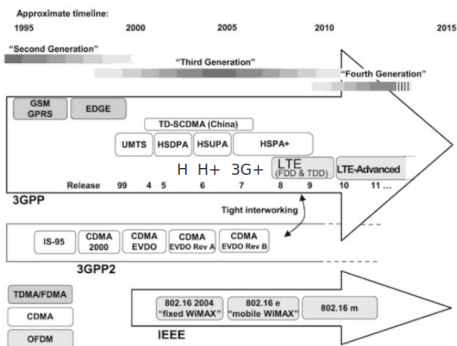 Approximate timeline:
1995 2000 2005 2010 2015
"Second Generation"
"Third Generation"
"Fourth Generation"
GSM
GPRS
EDGE
TD-SCDMA (China)
UMTS HSDPA HSUPA HSPA+
H H+ 3G+ LTE
(FDD & TDD)
LTE-Advanced
Release 99 4 5 6 7 8 9 10 11 ...
3GPP
Tight interworking
IS-95
CDMA
2000
CDMA
EVDO
CDMA
EVDO Rev A
CDMA
EVDO Rev B
3GPP2
TDMA/FDMA
CDMA
OFDM
802.16 2004
"fixed WiMAX"
802.16 e
"mobile WiMAX"
802.16 m
IEEE